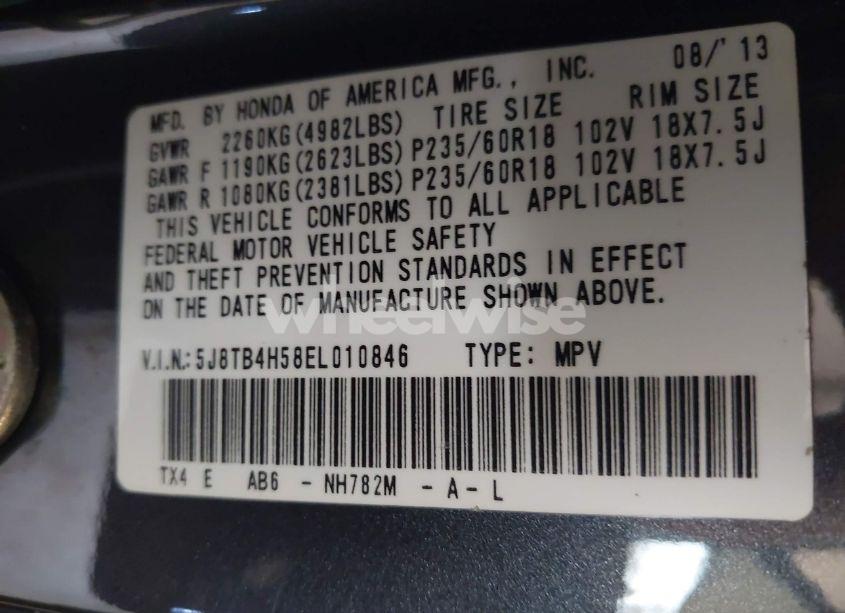 MFD. BY HONDA OF AMERICA MFG., INC. 08/'13
GVWR 2260KG(4982LBS) TIRE SIZE RIM SIZE
GAWR F 1190KG(2623LBS) P235/60R18 102V 18X7.5J
GAWR R 1080KG(2381LBS) P235/60R18 102V 18X7.5J
THIS VEHICLE CONFORMS TO ALL APPLICABLE
FEDERAL MOTOR VEHICLE SAFETY
AND THEFT PREVENTION STANDARDS IN EFFECT
ON THE DATE OF MANUFACTURE SHOWN ABOVE.
wheelwise
V.I.N.:5J8TB4H58EL010846 TYPE: MPV
TX4 E AB6 - NH782M - A - L